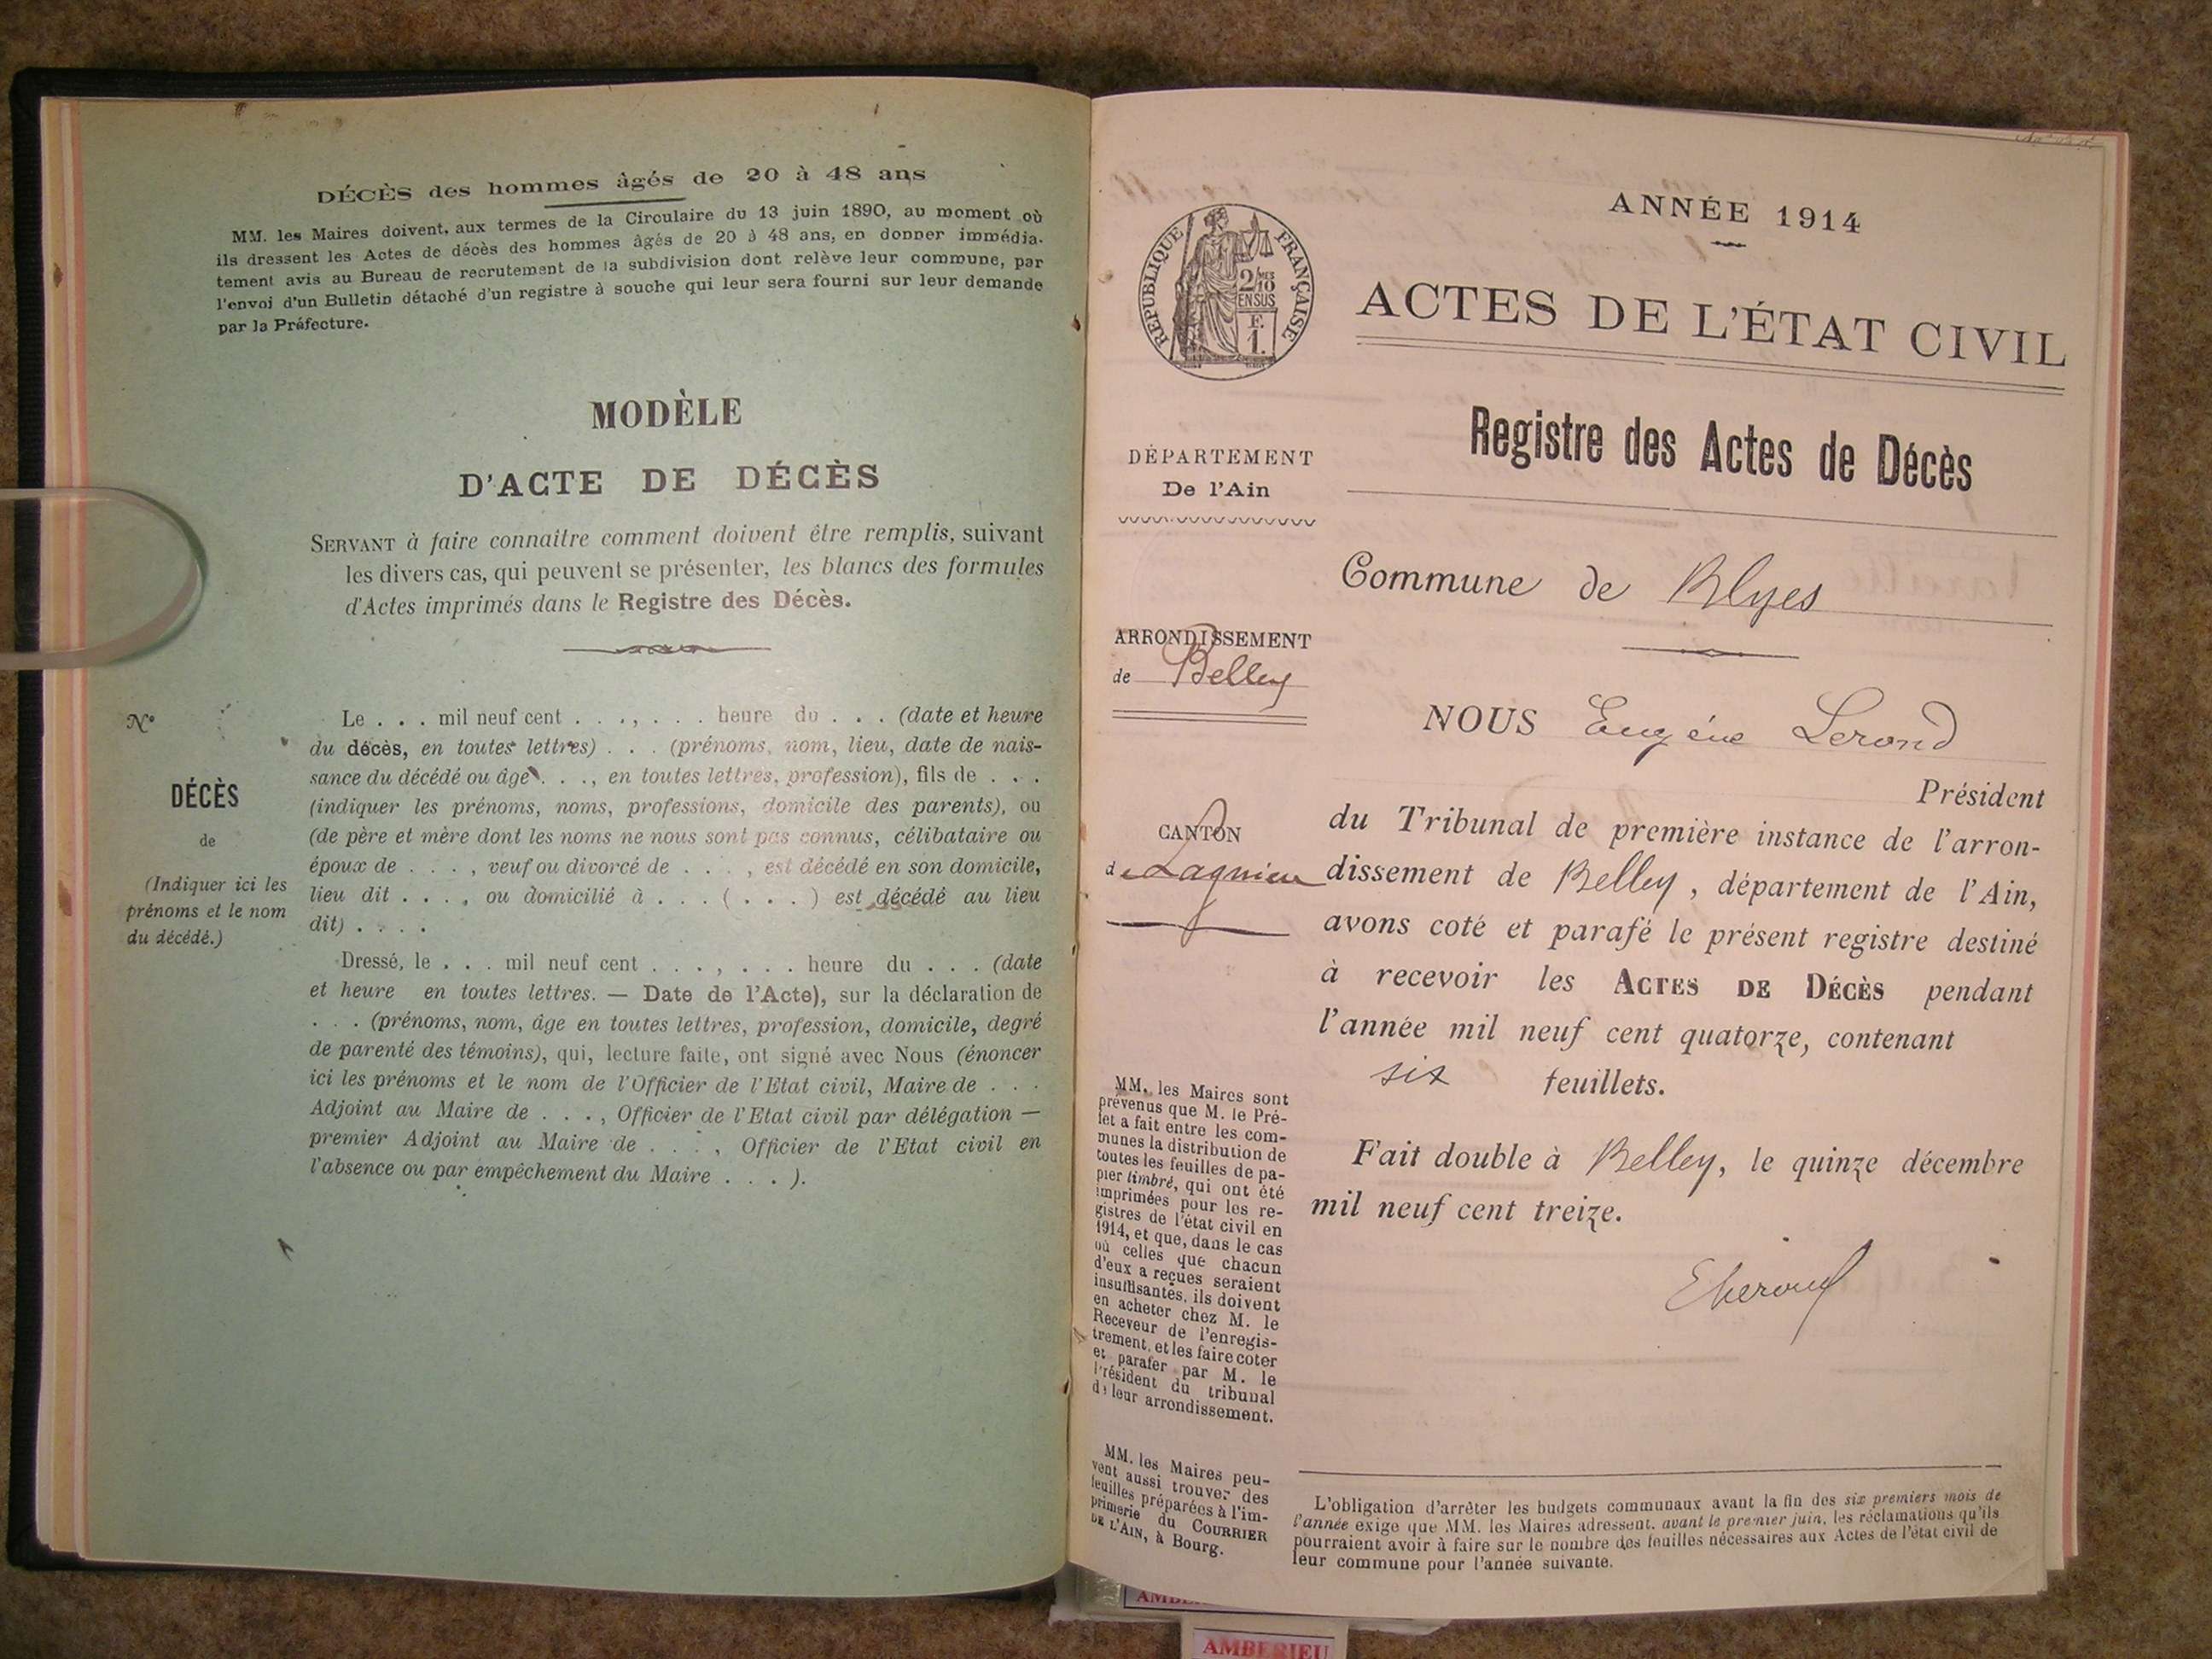 DÉCÈS des hommes âgés de 20 à 48 ans
MM. les Maires doivent, aux termes de la Circulaire du 13 juin 1890, au moment où
ils dressent les Actes de décès des hommes âgés de 20 à 48 ans, en donner immédia-
tement avis au Bureau de recrutement de la subdivision dont relève leur commune, par
l'envoi d'un Bulletin détaché d'un registre à souche qui leur sera fourni sur leur demande
par la Préfecture.
MODÈLE
D'ACTE DE DÉCÈS
SERVANT à faire connaître comment doivent être remplis, suivant
les divers cas, qui peuvent se présenter, les blancs des formules
d'Actes imprimés dans le Registre des Décès.
N°
DÉCÈS
de
(Indiquer ici les
prénoms et le nom
du décédé.)
Le . . . mil neuf cent . . ., . . . heure du . . . (date et heure
du décès, en toutes lettres) . . . (prénoms, nom, lieu, date de nais-
sance du décédé ou âge . . ., en toutes lettres, profession), fils de . . .
(indiquer les prénoms, noms, professions, domicile des parents), ou
(de père et mère dont les noms ne nous sont pas connus, célibataire ou
époux de . . . , veuf ou divorcé de . . . , est décédé en son domicile,
lieu dit . . . , ou domicilié à . . . ( . . . ) est décédé au lieu
dit) . . . .
Dressé, le . . . mil neuf cent . . . , . . . heure du . . . (date
et heure en toutes lettres. — Date de l'Acte), sur la déclaration de
. . . (prénoms, nom, âge en toutes lettres, profession, domicile, degré
de parenté des témoins), qui, lecture faite, ont signé avec Nous (énoncer
ici les prénoms et le nom de l'Officier de l'Etat civil, Maire de . . .
Adjoint au Maire de . . . , Officier de l'Etat civil par délégation —
premier Adjoint au Maire de . . . , Officier de l'Etat civil en
l'absence ou par empêchement du Maire . . . ).
ANNÉE 1914
RÉPUBLIQUE FRANÇAISE
2/10 MES
EN SUS
E.
1.
ACTES DE L'ÉTAT CIVIL
Registre des Actes de Décès
DÉPARTEMENT
De l'Ain
Commune de Blyes
ARRONDISSEMENT
de Belley
NOUS Eugène Lerond
Président
CANTON
de Lagnieu
du Tribunal de première instance de l'arron-
dissement de Belley, département de l'Ain,
avons coté et parafé le présent registre destiné
à recevoir les ACTES DE DÉCÈS pendant
l'année mil neuf cent quatorze, contenant
six feuillets.
Fait double à Belley, le quinze décembre
mil neuf cent treize.
MM. les Maires sont
prévenus que M. le Pré-
fet a fait entre les com-
munes la distribution de
toutes les feuilles de pa-
pier timbré, qui ont été
imprimées pour les re-
gistres de l'état civil en
1914, et que, dans le cas
où celles que chacun
d'eux a reçues seraient
insuffisantes, ils doivent
en acheter chez M. le
Receveur de l'enregis-
trement, et les faire coter
et parafer par M. le
Président du tribunal
de leur arrondissement.
MM. les Maires peu-
vent aussi trouver des
feuilles préparées à l'im-
primerie du COURRIER
DE L'AIN, à Bourg.
L'obligation d'arrêter les budgets communaux avant la fin des six premiers mois de
l'année exige que MM. les Maires adressent, avant le premier juin, les réclamations qu'ils
pourraient avoir à faire sur le nombre des feuilles nécessaires aux Actes de l'état civil de
leur commune pour l'année suivante.
AMBERIEU